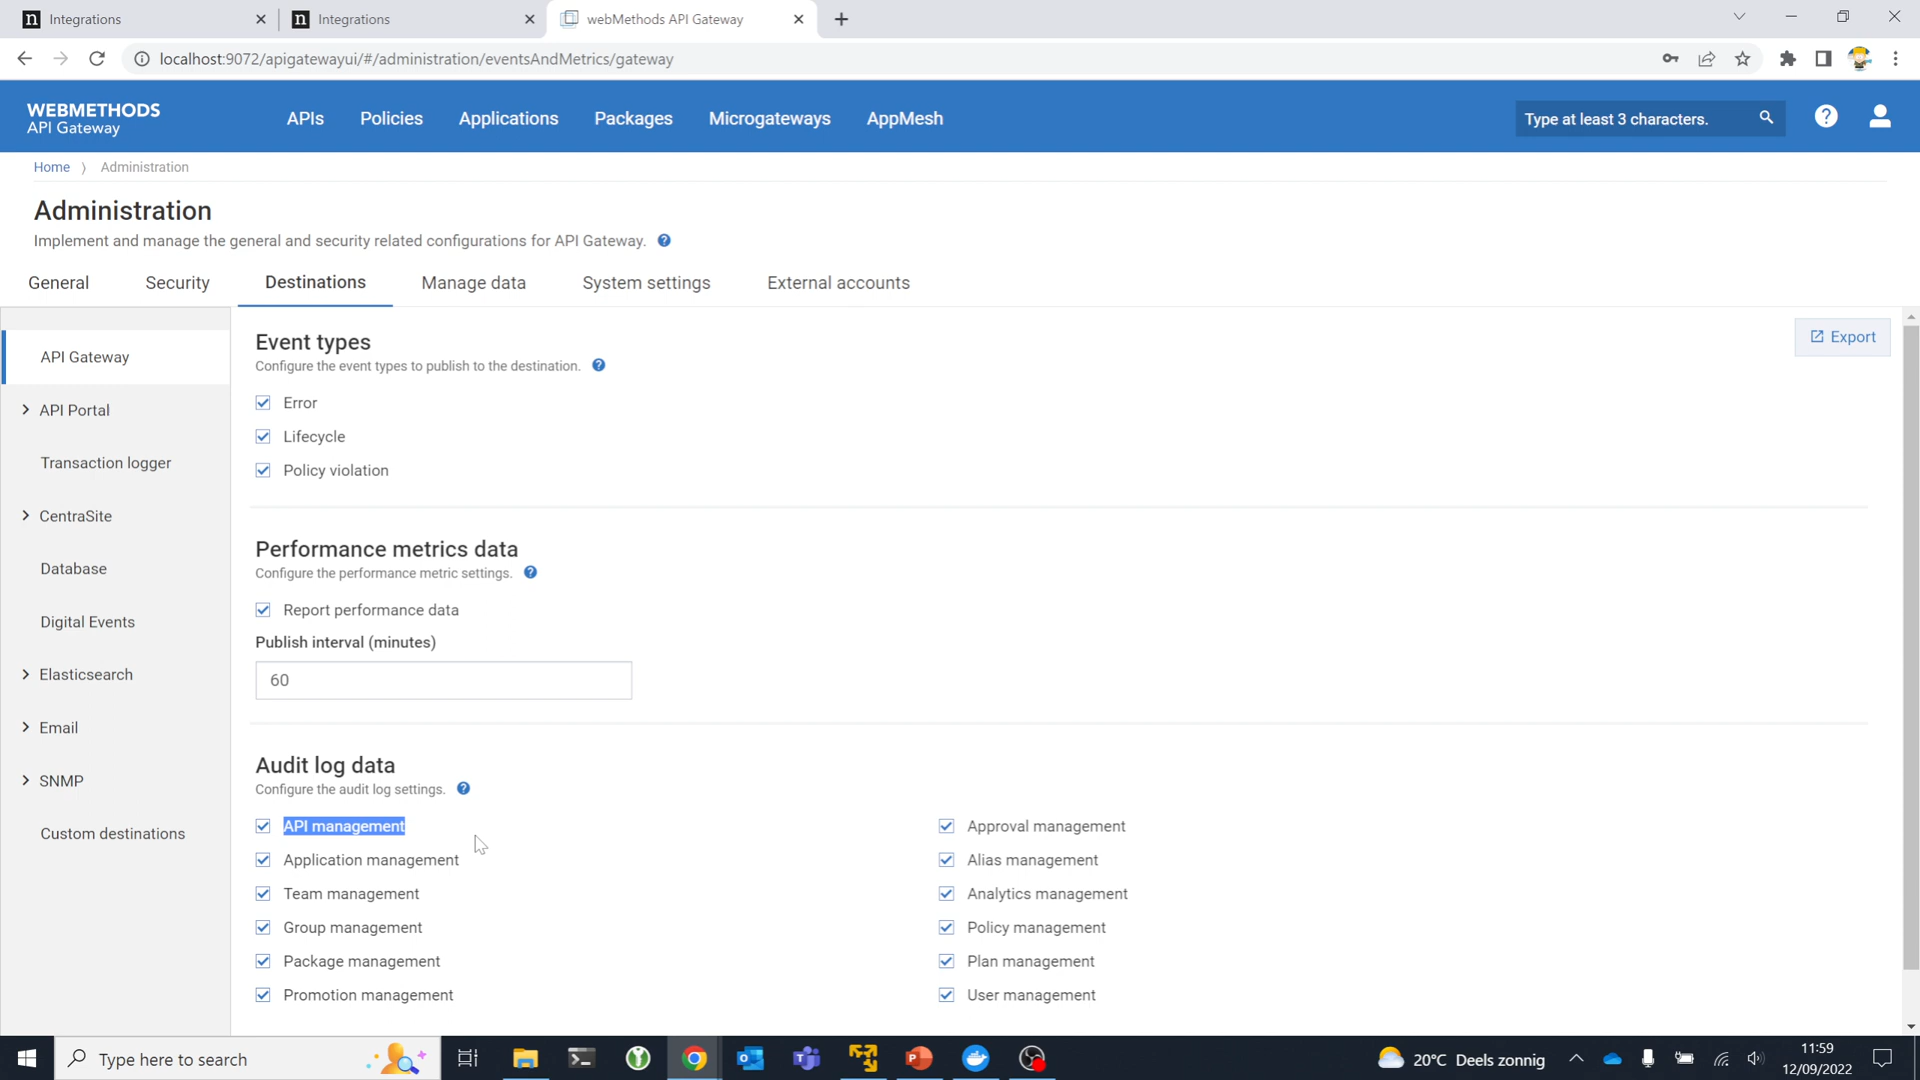 Integrations
Integrations
webMethods API Gateway
localhost:9072/apigatewayui/#/administration/eventsAndMetrics/gateway
WEBMETHODS
API Gateway
APIs
Policies
Applications
Packages
Microgateways
AppMesh
Type at least 3 characters.
Home
Administration
Administration
Implement and manage the general and security related configurations for API Gateway.
General
Security
Destinations
Manage data
System settings
External accounts
API Gateway
API Portal
Transaction logger
CentraSite
Database
Digital Events
Elasticsearch
Email
SNMP
Custom destinations
Export
Event types
Configure the event types to publish to the destination.
Error
Lifecycle
Policy violation
Performance metrics data
Configure the performance metric settings.
Report performance data
Publish interval (minutes)
60
Audit log data
Configure the audit log settings.
API management
Application management
Team management
Group management
Package management
Promotion management
Approval management
Alias management
Analytics management
Policy management
Plan management
User management
Type here to search
20°C Deels zonnig
11:59
12/09/2022